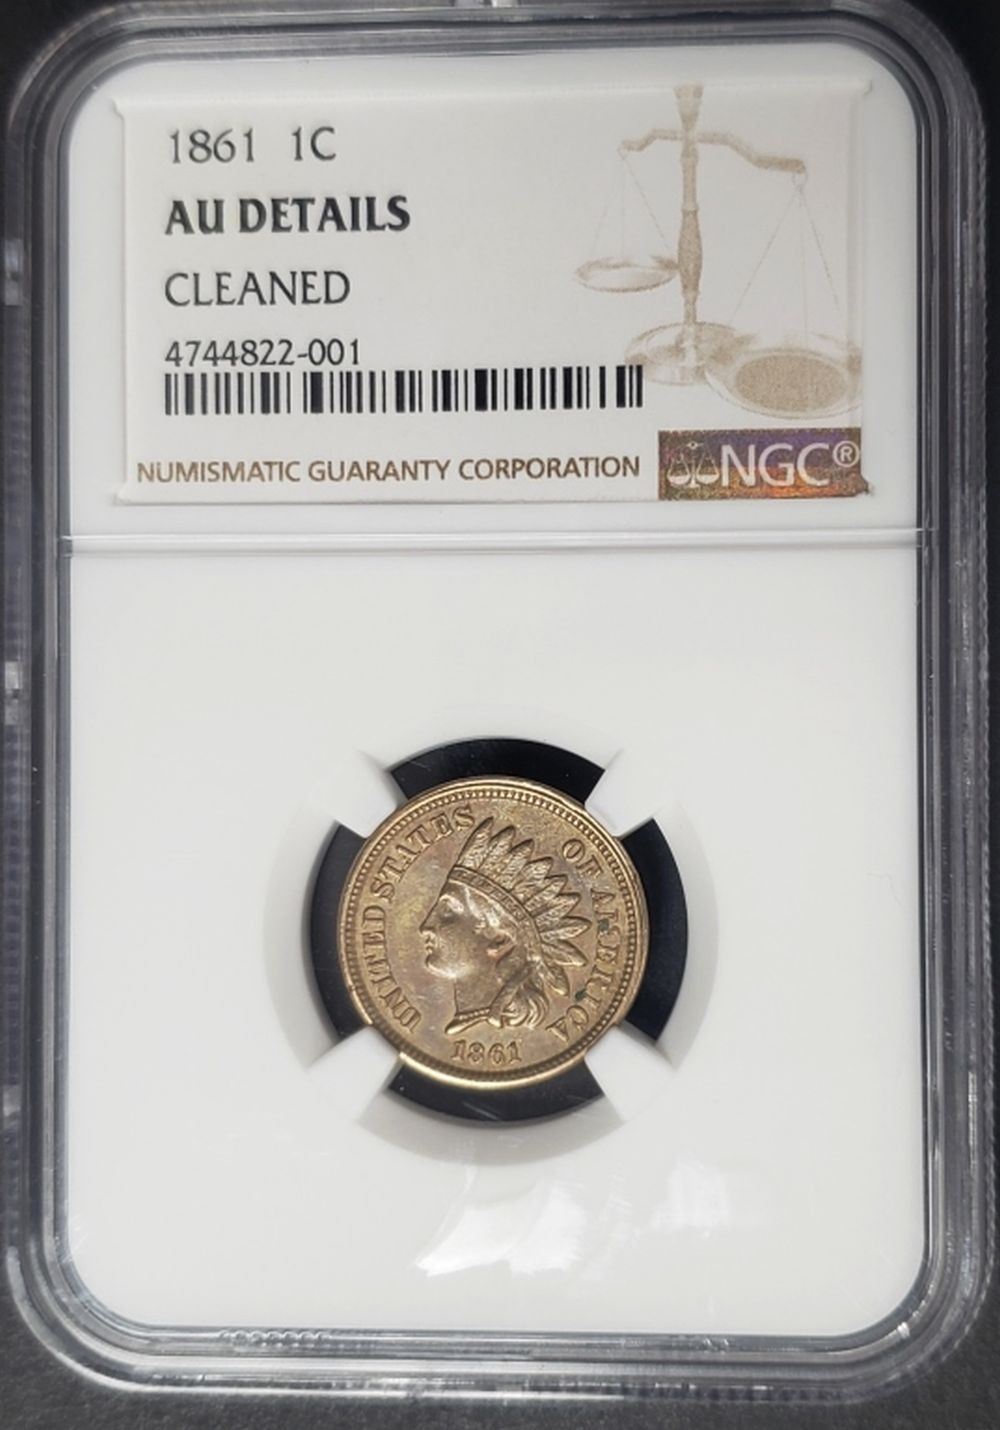 1861 1C
AU DETAILS
CLEANED
4744822-001
NUMISMATIC GUARANTY CORPORATION
NGC®
UNITED STATES OF AMERICA
1861